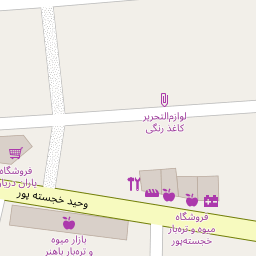 لوازم‌التحریر
کاغذ رنگی
فروشگاه
یاران دریا
وحید خجسته پور
فروشگاه
میوه و تره‌بار
خجسته‌پور
بازار میوه
و تره‌بار باهنر